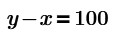 y − x = 100